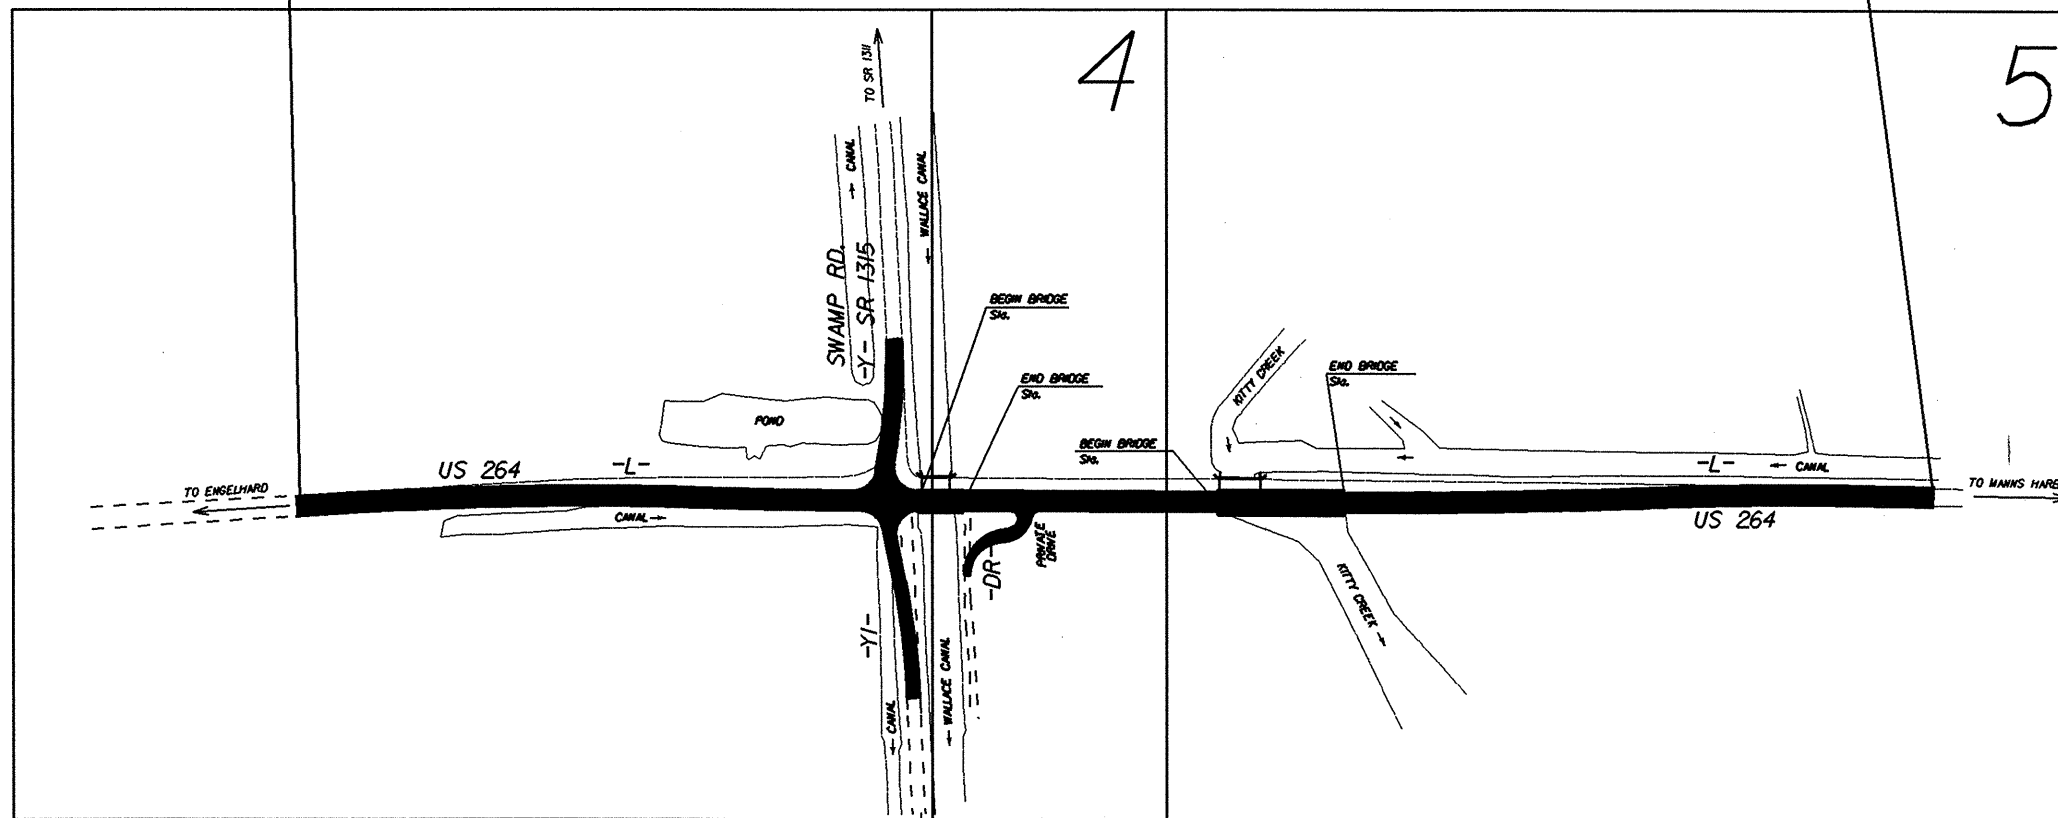 4
5
TO SR 1311
CANAL
WALLACE CANAL
SWAMP RD.
-Y- SR 1315
BEGIN BRIDGE
Sta.
END BRIDGE
Sta.
KITTY CREEK
END BRIDGE
Sta.
POND
BEGIN BRIDGE
Sta.
US 264
-L-
-L-
CANAL
TO ENGELHARD
TO MANNS HARB
CANAL
US 264
PRIVATE
DRIVE
-DR-
KITTY CREEK
-Y1-
WALLACE CANAL
CANAL